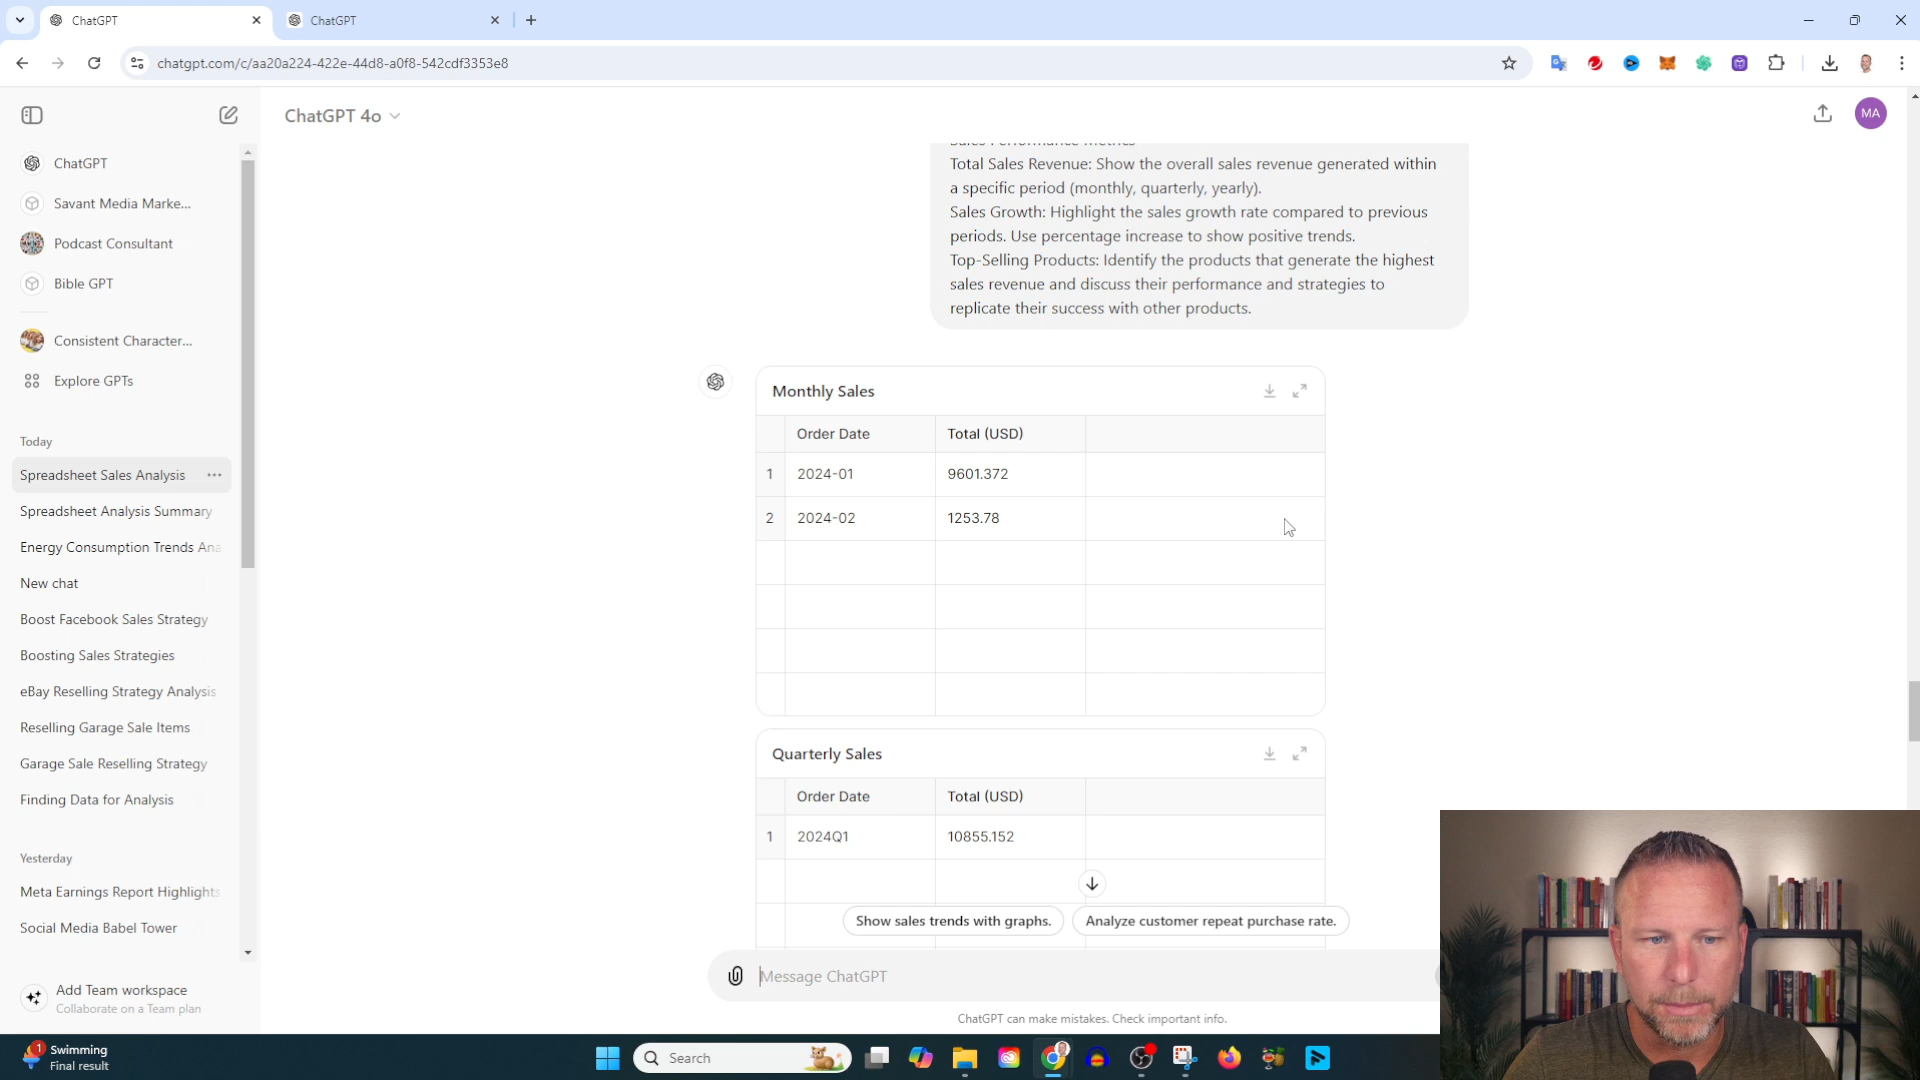 ChatGPT
ChatGPT
chatgpt.com/c/aa20a224-422e-44d8-a0f8-542cdf3353e8
ChatGPT 4o
MA
ChatGPT
Savant Media Marke...
Podcast Consultant
Bible GPT
Consistent Character...
Explore GPTs
Today
Spreadsheet Sales Analysis
Spreadsheet Analysis Summary
Energy Consumption Trends Ana
New chat
Boost Facebook Sales Strategy
Boosting Sales Strategies
eBay Reselling Strategy Analysis
Reselling Garage Sale Items
Garage Sale Reselling Strategy
Finding Data for Analysis
Yesterday
Meta Earnings Report Highlights
Social Media Babel Tower
Add Team workspace
Collaborate on a Team plan
Sales Performance Metrics
Total Sales Revenue: Show the overall sales revenue generated within
a specific period (monthly, quarterly, yearly).
Sales Growth: Highlight the sales growth rate compared to previous
periods. Use percentage increase to show positive trends.
Top-Selling Products: Identify the products that generate the highest
sales revenue and discuss their performance and strategies to
replicate their success with other products.
Monthly Sales
Order Date Total (USD)
1 2024-01 9601.372
2 2024-02 1253.78
Quarterly Sales
Order Date Total (USD)
1 2024Q1 10855.152
Show sales trends with graphs. Analyze customer repeat purchase rate.
Message ChatGPT
ChatGPT can make mistakes. Check important info.
1
Swimming
Final result
Search